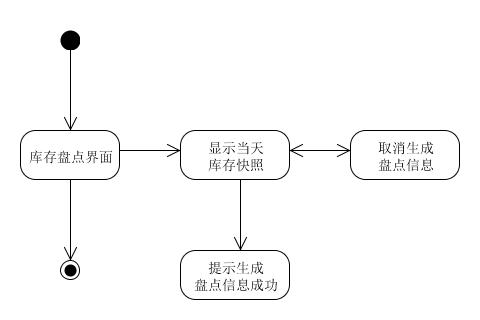 库存盘点界面
显示当天
库存快照
取消生成
盘点信息
提示生成
盘点信息成功